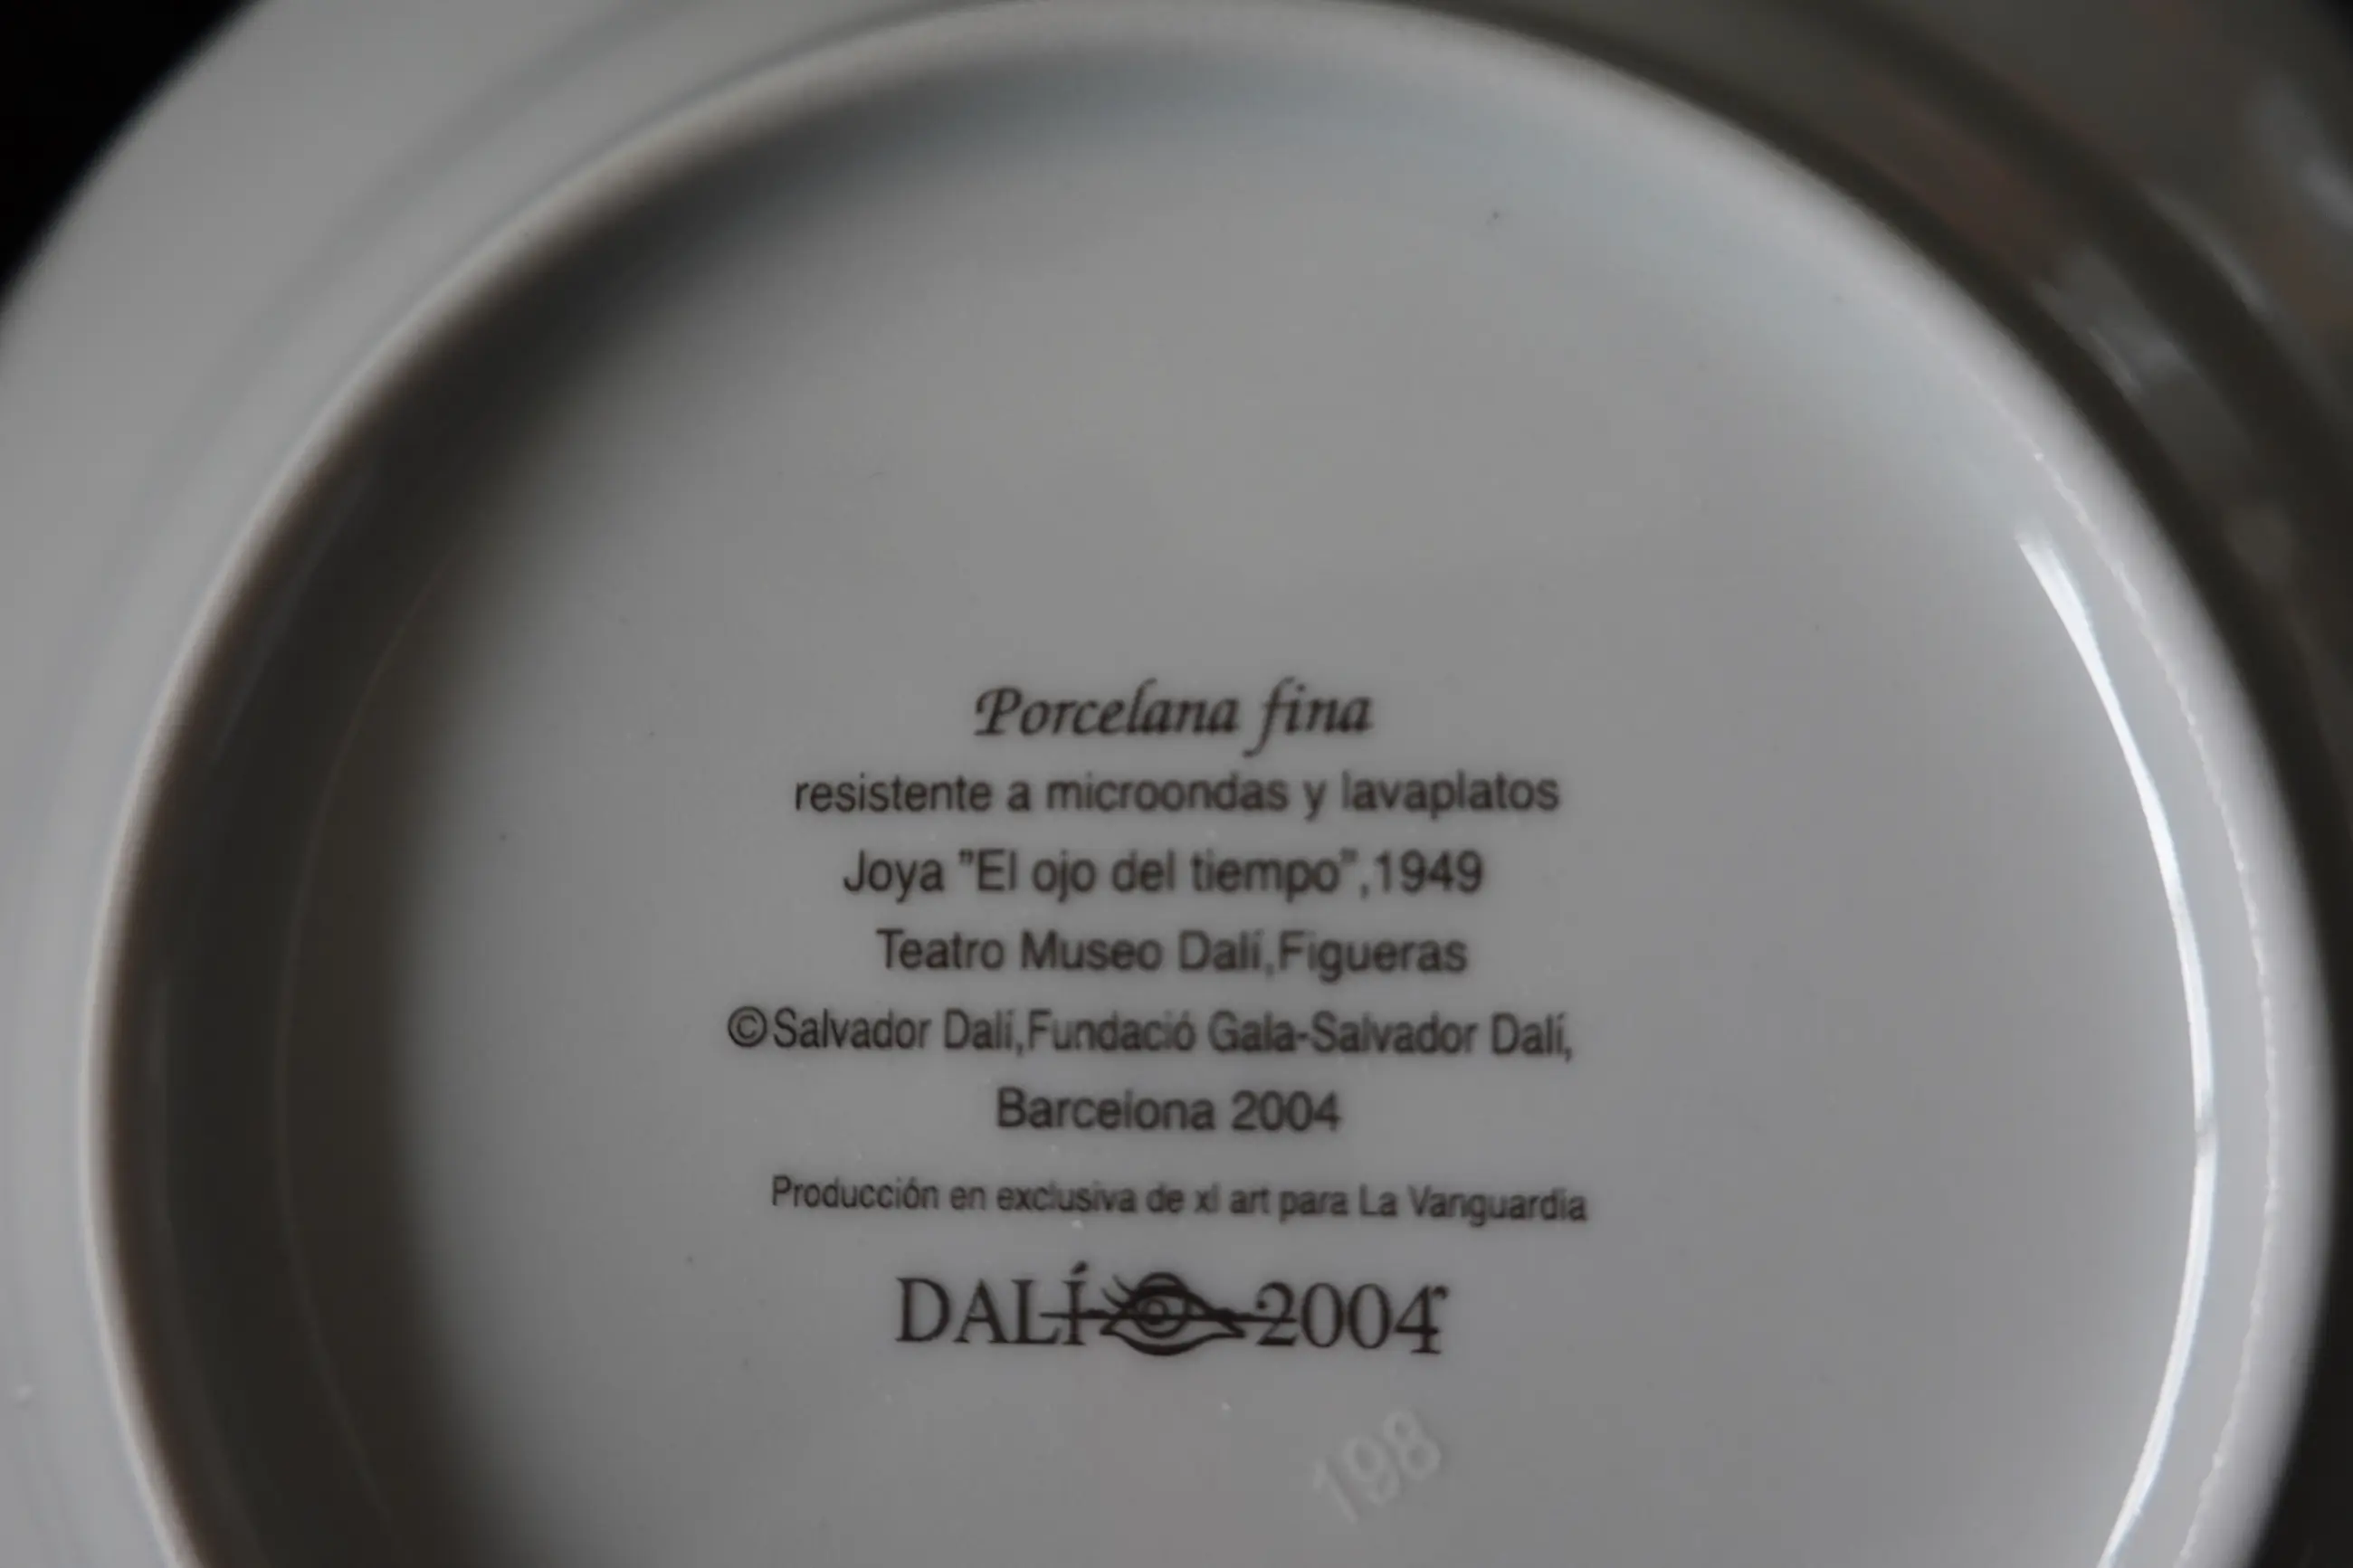 Porcelana fina
resistente a microondas y lavaplatos
Joya "El ojo del tiempo",1949
Teatro Museo Dalí,Figueras
©Salvador Dalí,Fundació Gala-Salvador Dalí,
Barcelona 2004
Producción en exclusiva de xl art para La Vanguardia
DALÍ 2004
198